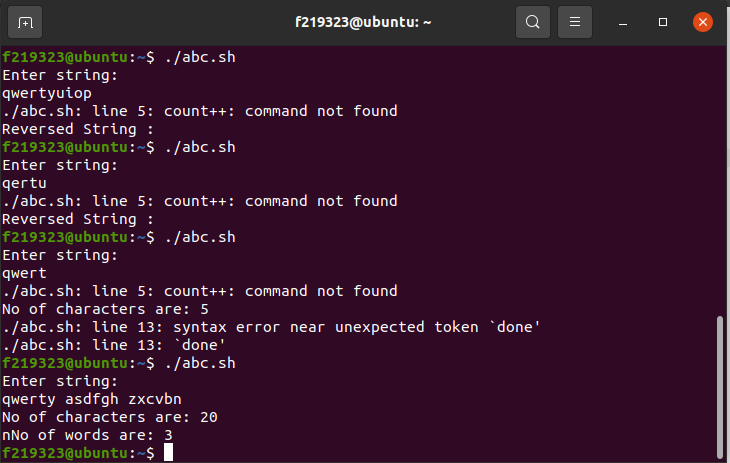 f219323@ubuntu: ~
f219323@ubuntu:~$ ./abc.sh
Enter string:
qwertyuiop
./abc.sh: line 5: count++: command not found
Reversed String :
f219323@ubuntu:~$ ./abc.sh
Enter string:
qertu
./abc.sh: line 5: count++: command not found
Reversed String :
f219323@ubuntu:~$ ./abc.sh
Enter string:
qwert
./abc.sh: line 5: count++: command not found
No of characters are: 5
./abc.sh: line 13: syntax error near unexpected token `done'
./abc.sh: line 13: `done'
f219323@ubuntu:~$ ./abc.sh
Enter string:
qwerty asdfgh zxcvbn
No of characters are: 20
nNo of words are: 3
f219323@ubuntu:~$